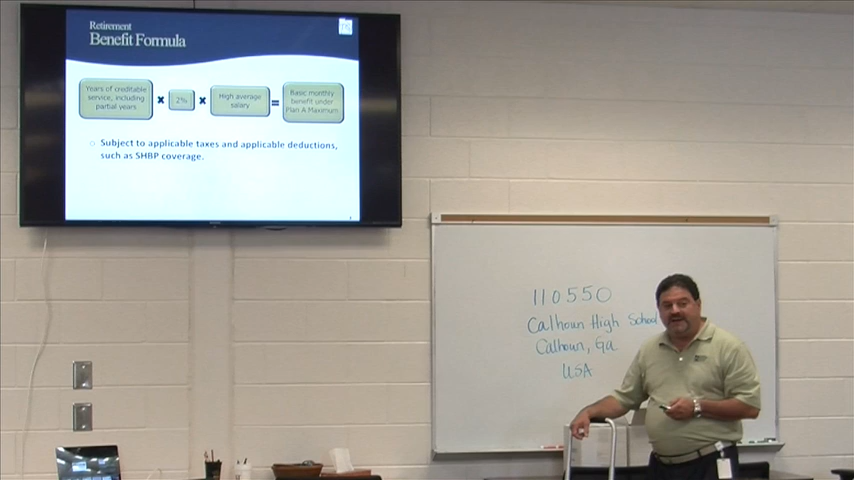 Retirement
Benefit Formula
Years of creditable
service, including
partial years
×
2%
×
High average
salary
=
Basic monthly
benefit under
Plan A Maximum
Subject to applicable taxes and applicable deductions,
such as SHBP coverage.
110550
Calhoun High School
Calhoun, Ga
USA